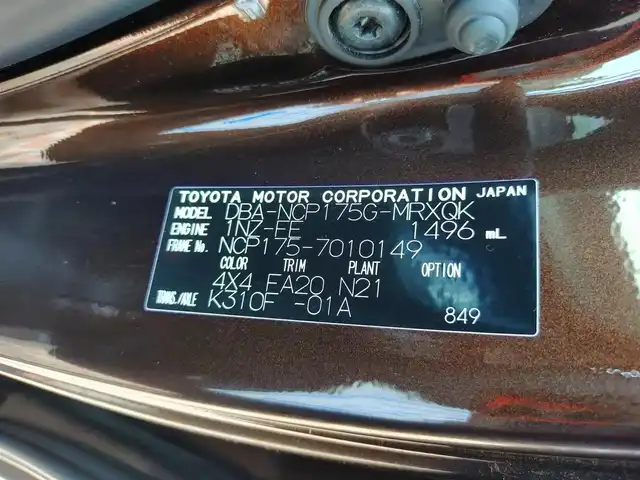 TOYOTA MOTOR CORPORATION JAPAN
MODEL DBA-NCP175G-MRXQK
ENGINE 1NZ-FE 1496 mL
FRAME No. NCP175-7010149
COLOR TRIM PLANT OPTION
4X4 EA20 N21
TRANS./AXLE K310F -01A
849